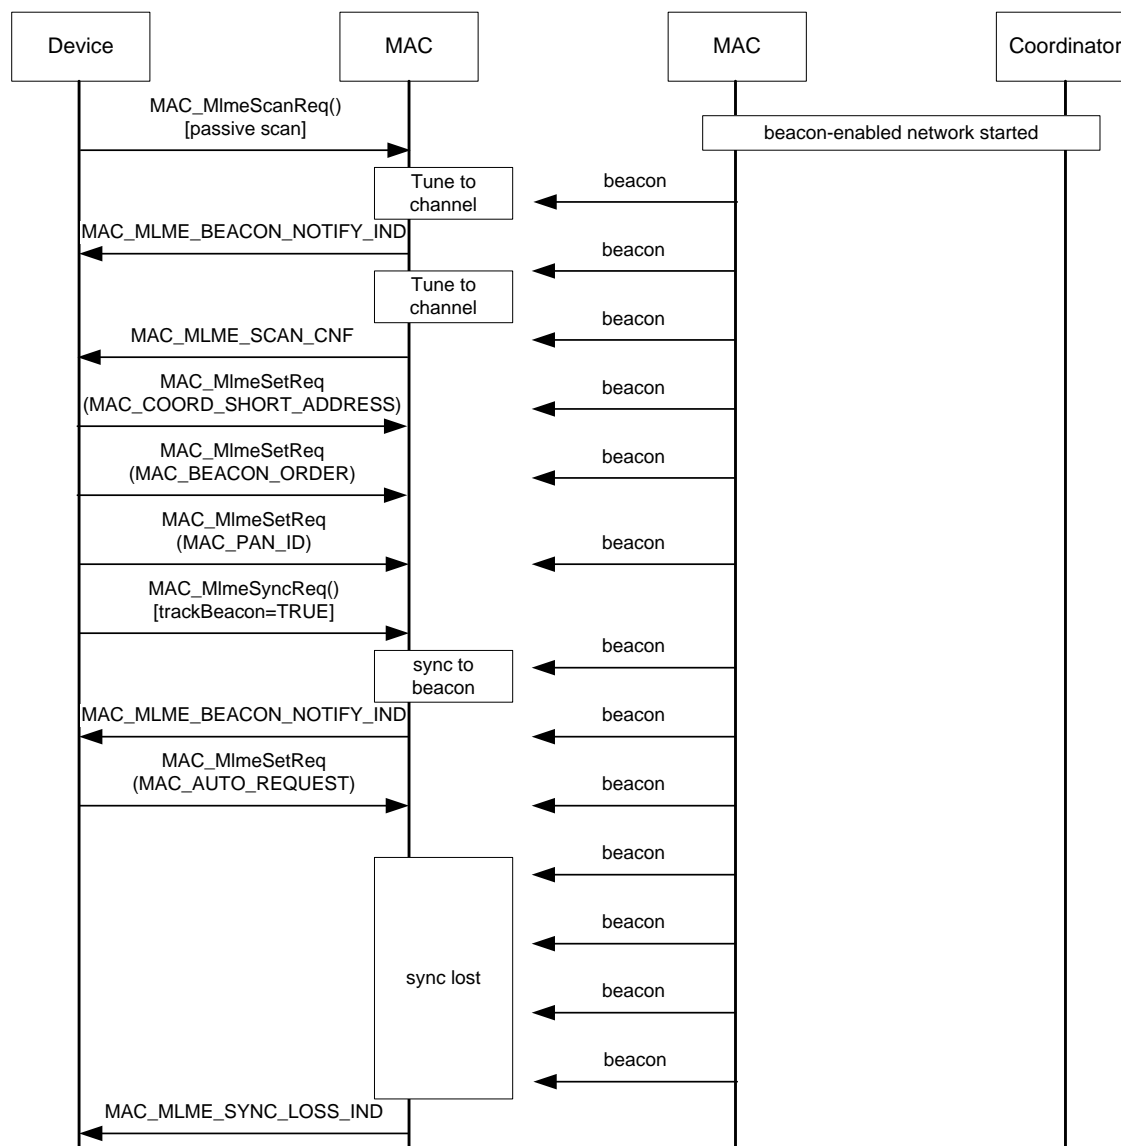 Device
MAC
MAC
Coordinator
MAC_MlmeScanReq()
[passive scan]
beacon-enabled network started
Tune to
channel
beacon
MAC_MLME_BEACON_NOTIFY_IND
beacon
Tune to
channel
beacon
MAC_MLME_SCAN_CNF
MAC_MlmeSetReq
(MAC_COORD_SHORT_ADDRESS)
beacon
MAC_MlmeSetReq
(MAC_BEACON_ORDER)
beacon
MAC_MlmeSetReq
(MAC_PAN_ID)
beacon
MAC_MlmeSyncReq()
[trackBeacon=TRUE]
beacon
sync to
beacon
MAC_MLME_BEACON_NOTIFY_IND
beacon
MAC_MlmeSetReq
(MAC_AUTO_REQUEST)
beacon
beacon
beacon
sync lost
beacon
beacon
MAC_MLME_SYNC_LOSS_IND